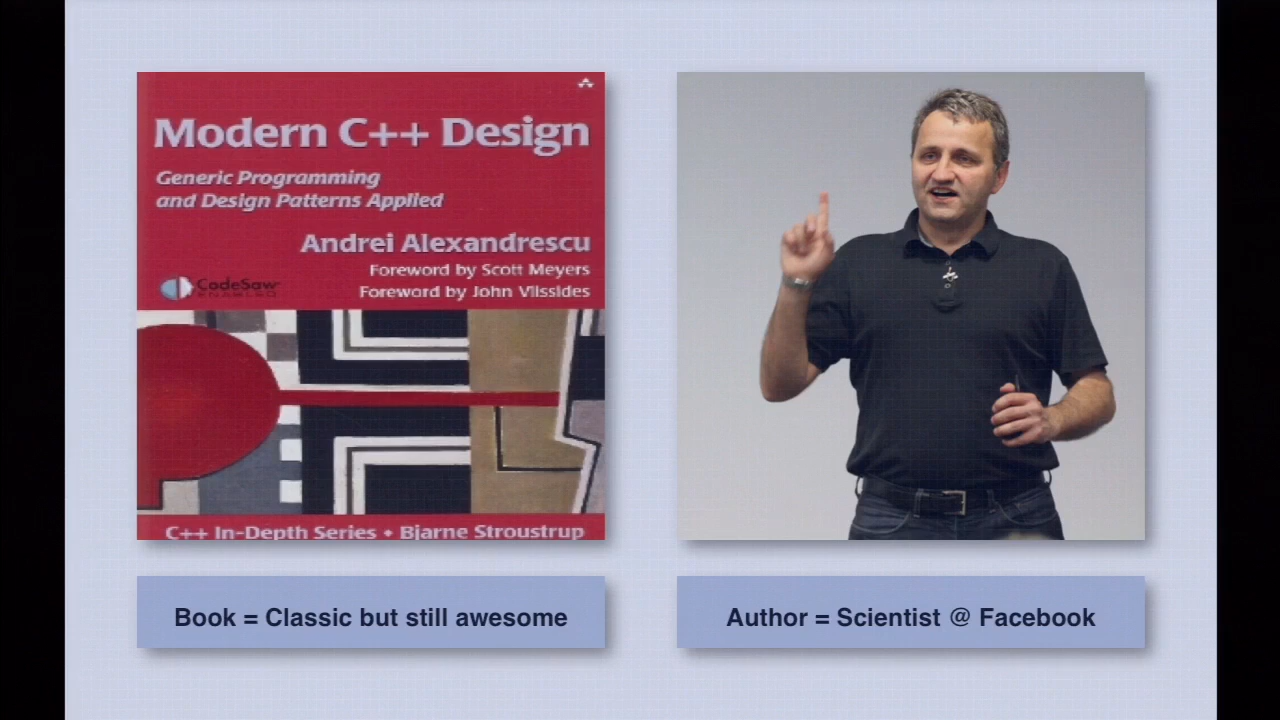 Modern C++ Design
Generic Programming
and Design Patterns Applied
Andrei Alexandrescu
Foreword by Scott Meyers
Foreword by John Vlissides
CodeSaw
C++ In-Depth Series • Bjarne Stroustrup
Book = Classic but still awesome
Author = Scientist @ Facebook